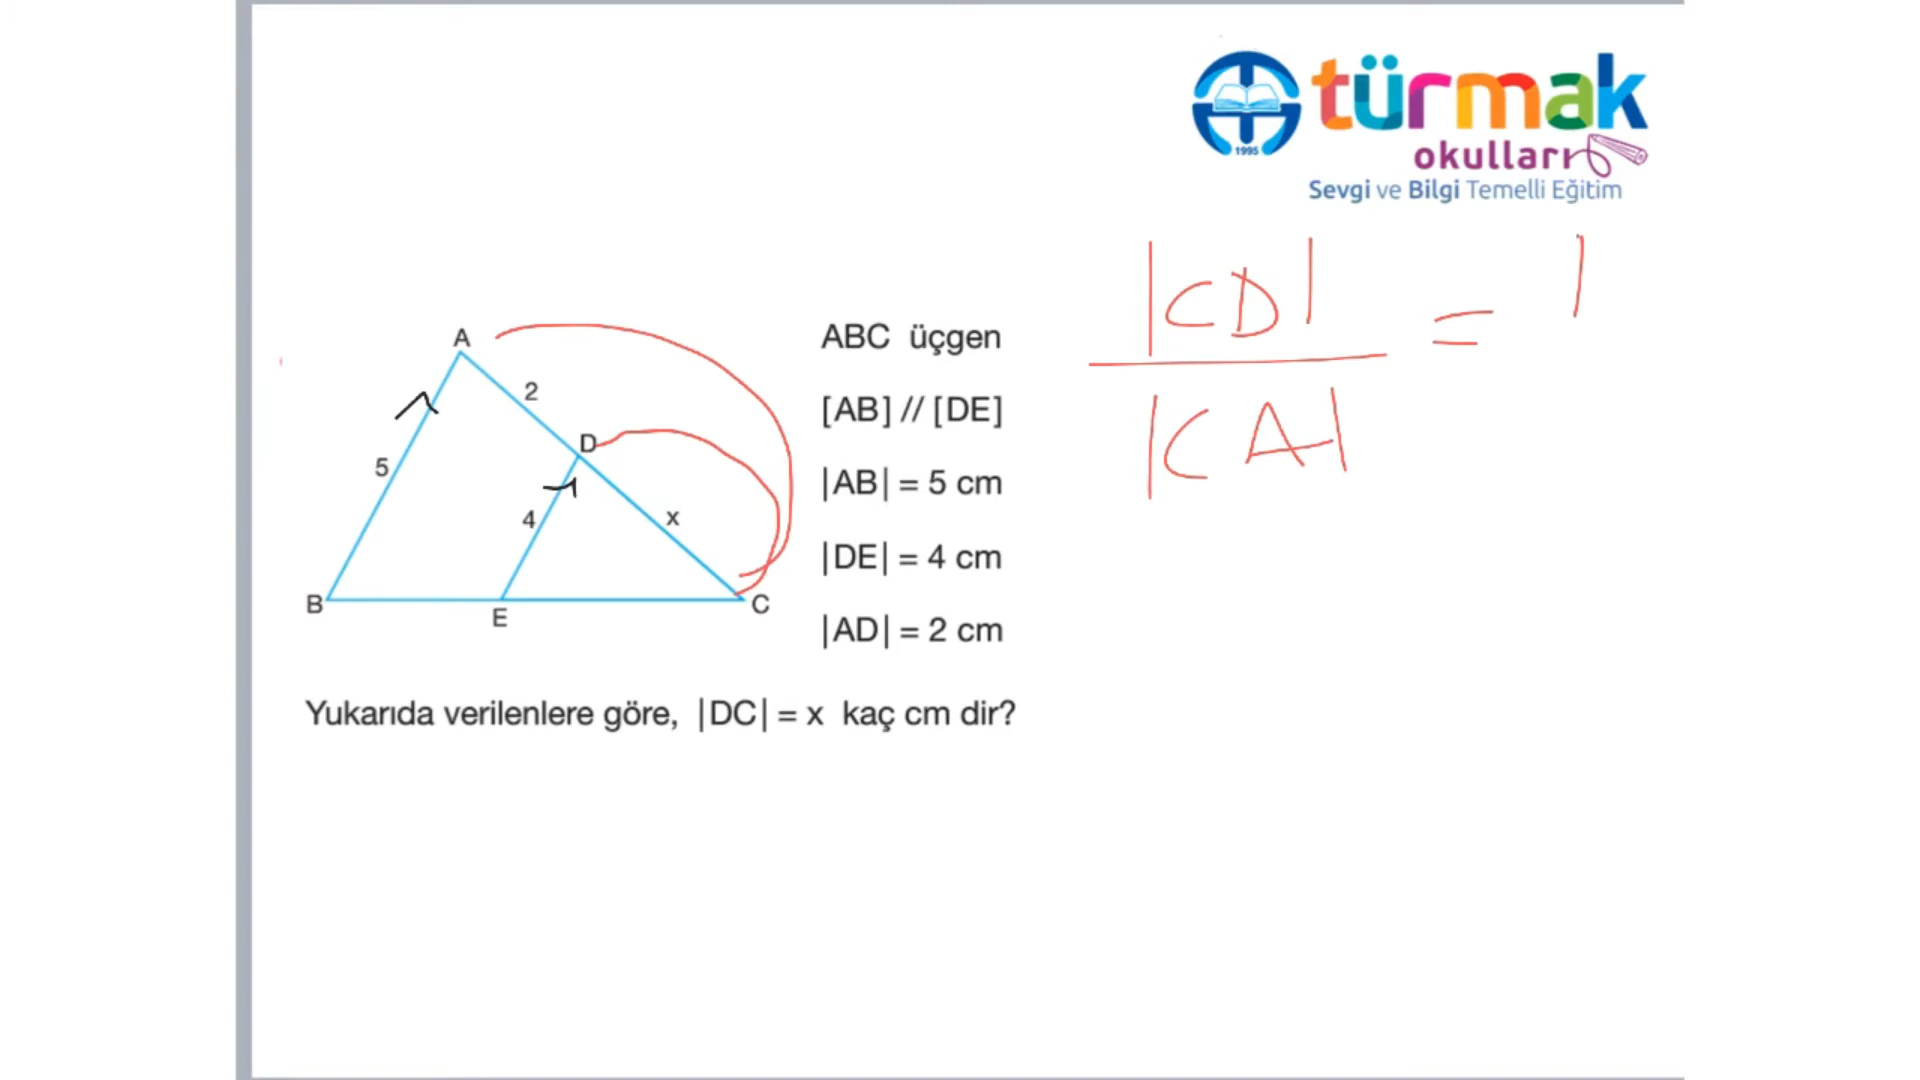 1995
türmak
okulları
Sevgi ve Bilgi Temelli Eğitim
|CD|
= |
|CA|
A
2
D
5
4
x
B
E
C
ABC üçgen
[AB] // [DE]
|AB| = 5 cm
|DE| = 4 cm
|AD| = 2 cm
Yukarıda verilenlere göre, |DC| = x kaç cm dir?